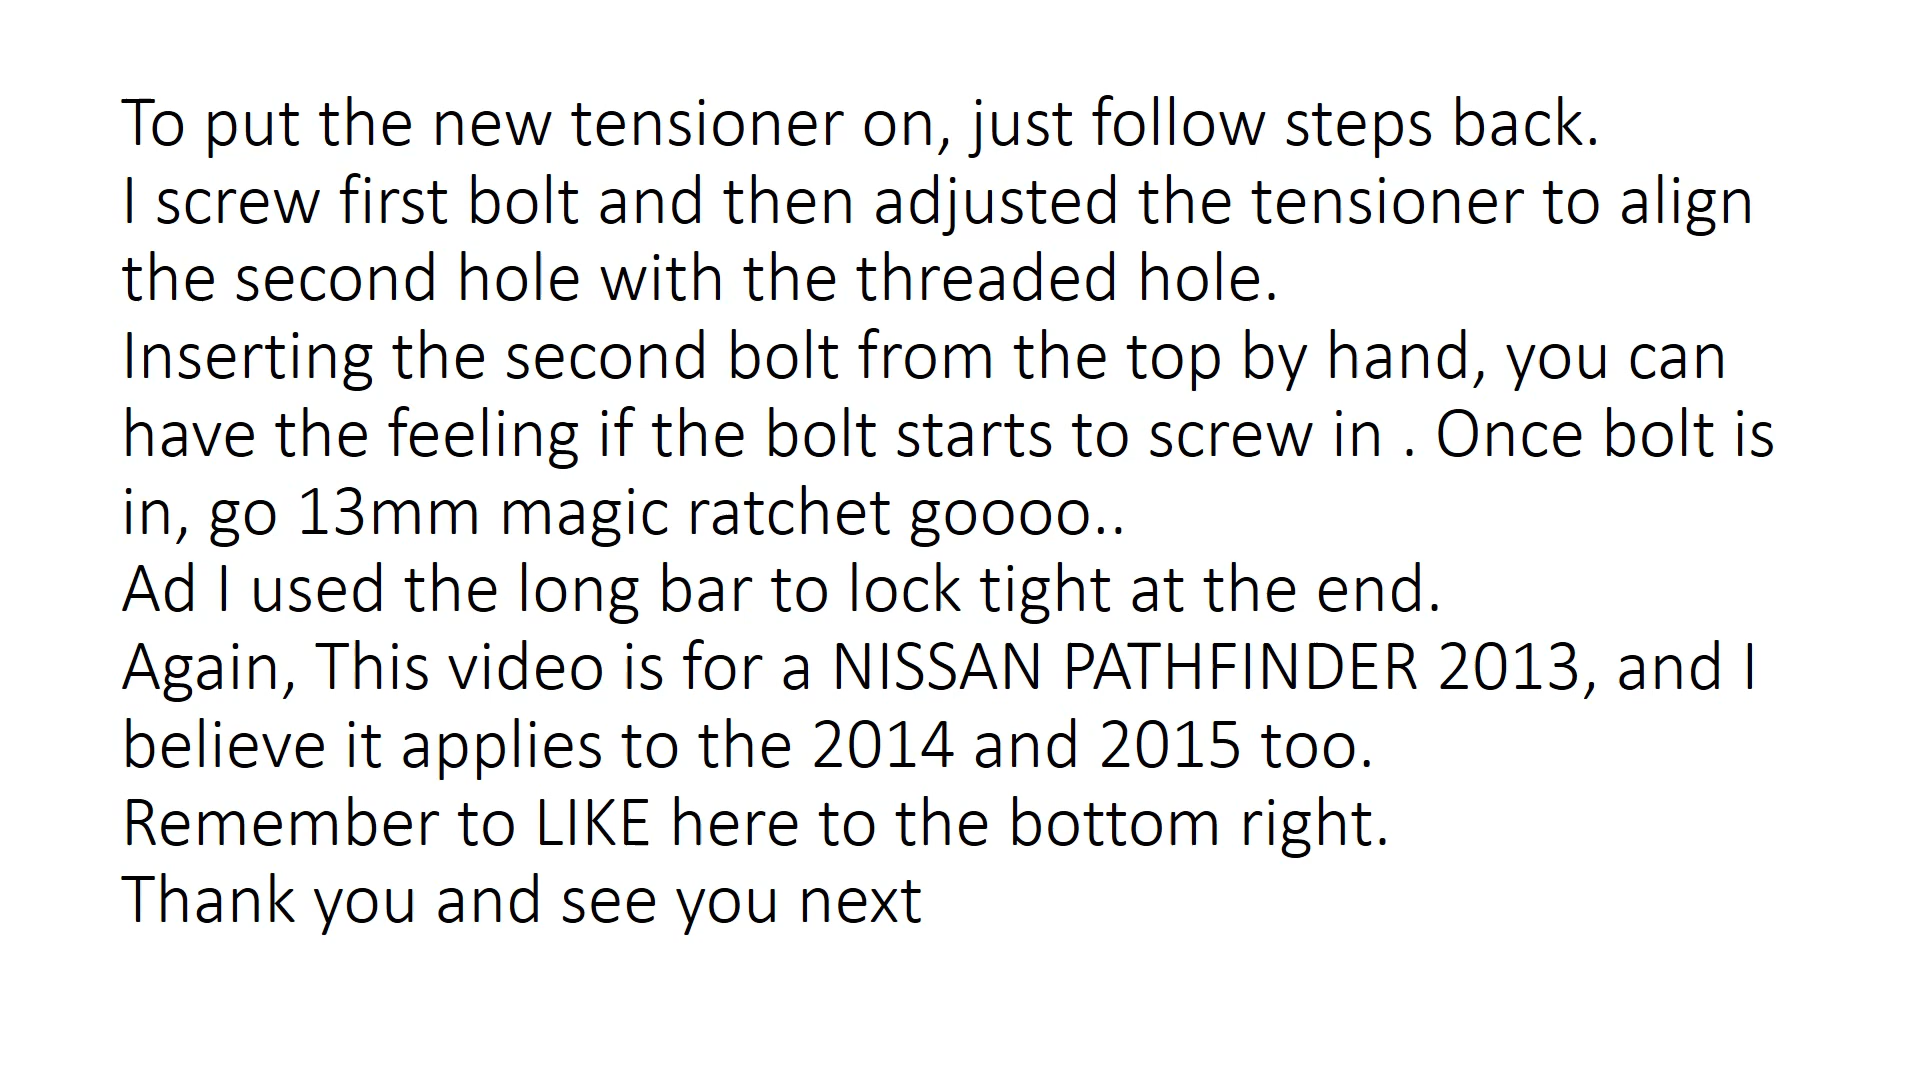 To put the new tensioner on, just follow steps back.
I screw first bolt and then adjusted the tensioner to align
the second hole with the threaded hole.
Inserting the second bolt from the top by hand, you can
have the feeling if the bolt starts to screw in . Once bolt is
in, go 13mm magic ratchet goooo..
Ad I used the long bar to lock tight at the end.
Again, This video is for a NISSAN PATHFINDER 2013, and I
believe it applies to the 2014 and 2015 too.
Remember to LIKE here to the bottom right.
Thank you and see you next